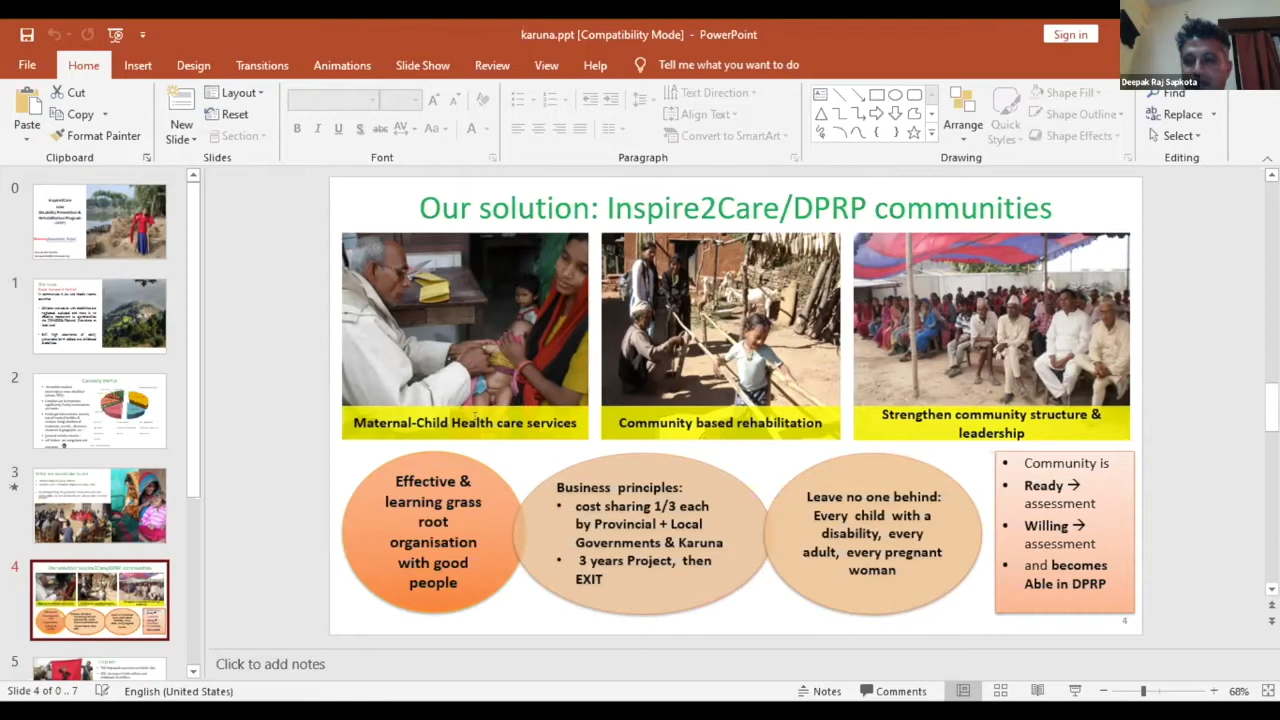 karuna.ppt [Compatibility Mode] - PowerPoint
Sign in
Deepak Raj Sapkota
File
Home
Insert
Design
Transitions
Animations
Slide Show
Review
View
Help
Tell me what you want to do
Paste
Cut
Copy
Format Painter
Clipboard
New
Slide
Layout
Reset
Section
Slides
Font
Text Direction
Align Text
Convert to SmartArt
Paragraph
Arrange
Quick
Styles
Shape Fill
Shape Outline
Shape Effects
Drawing
Find
Replace
Select
Editing
0
1
2
3
4
5
Our solution: Inspire2Care/DPRP communities
Maternal-Child Health care services
Community based rehabilitation
Strengthen community structure &
leadership
Effective &
learning grass
root
organisation
with good
people
Business principles:
• cost sharing 1/3 each
by Provincial + Local
Governments & Karuna
• 3 years Project, then
EXIT
Leave no one behind:
Every child with a
disability, every
adult, every pregnant
woman
• Community is
• Ready →
assessment
• Willing →
assessment
• and becomes
Able in DPRP
4
Click to add notes
Slide 4 of 0 .. 7
English (United States)
Notes
Comments
68%